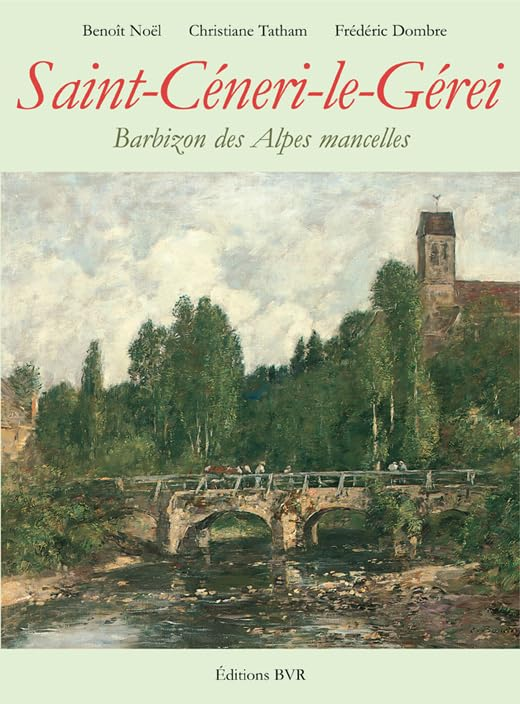 Benoît Noël Christiane Tatham Frédéric Dombre
Saint-Céneri-le-Gérei
Barbizon des Alpes mancelles
Éditions BVR